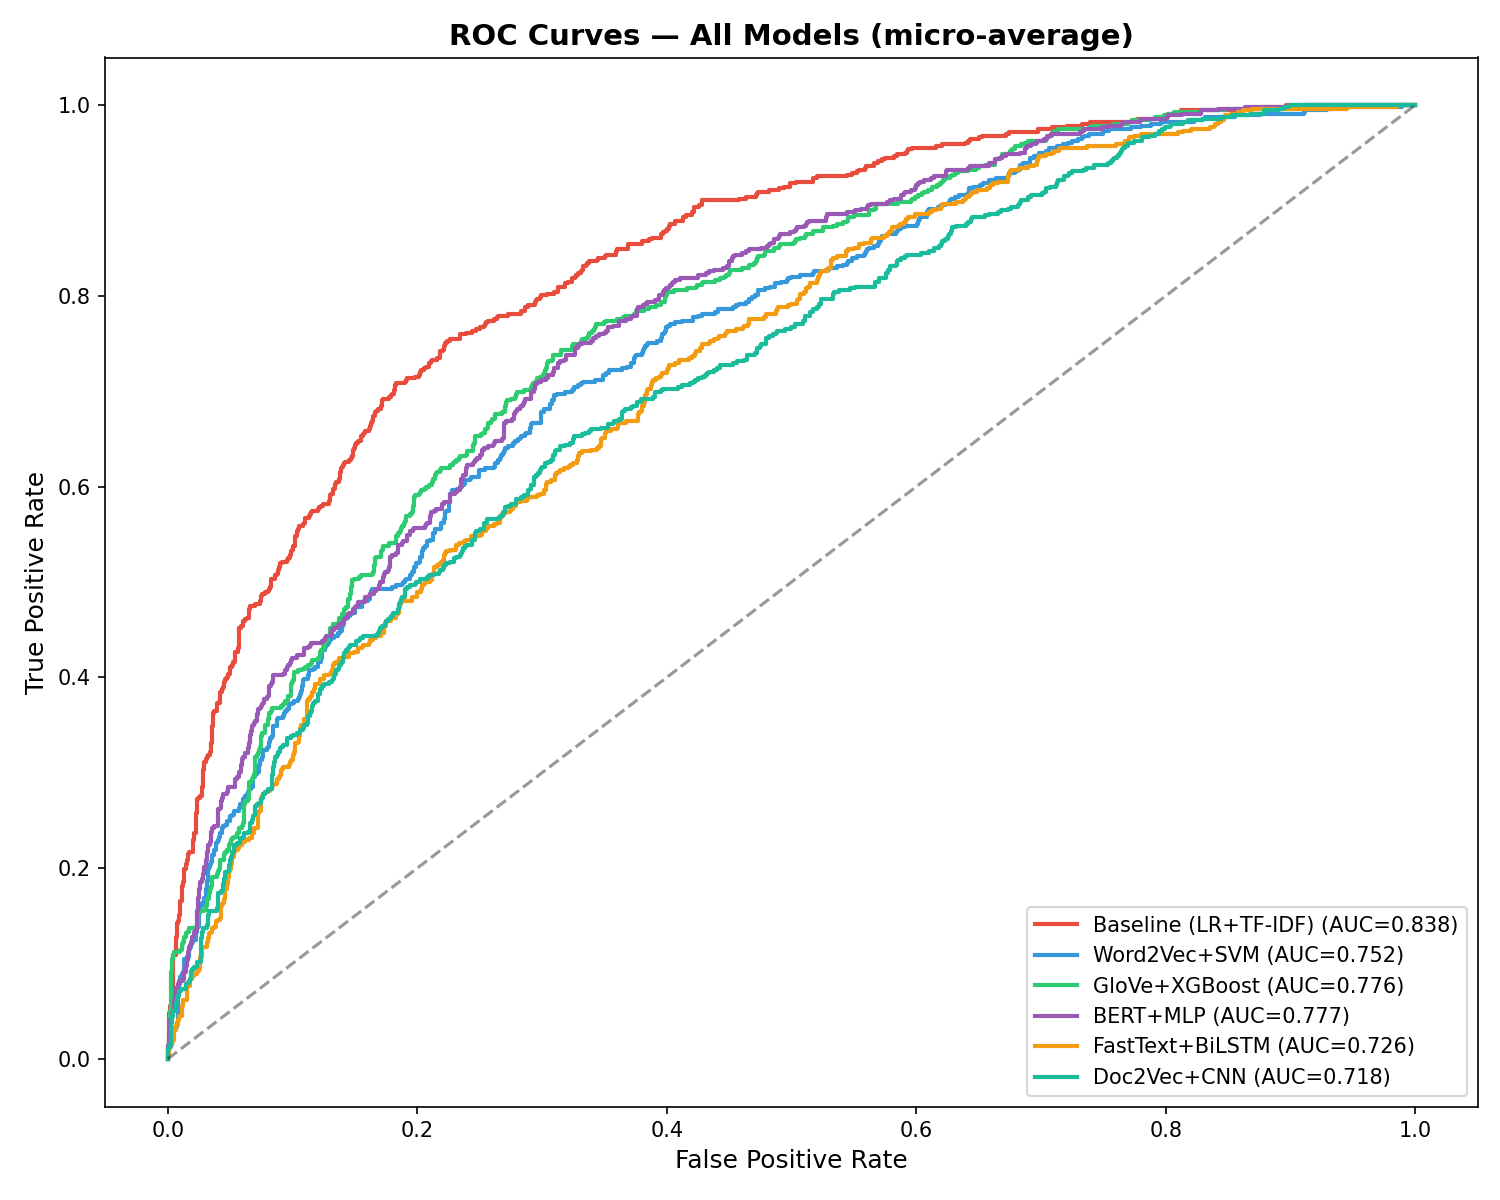 ROC Curves — All Models (micro-average)
True Positive Rate
1.0
0.8
0.6
0.4
0.2
0.0
Baseline (LR+TF-IDF) (AUC=0.838)
Word2Vec+SVM (AUC=0.752)
GloVe+XGBoost (AUC=0.776)
BERT+MLP (AUC=0.777)
FastText+BiLSTM (AUC=0.726)
Doc2Vec+CNN (AUC=0.718)
0.0 0.2 0.4 0.6 0.8 1.0
False Positive Rate